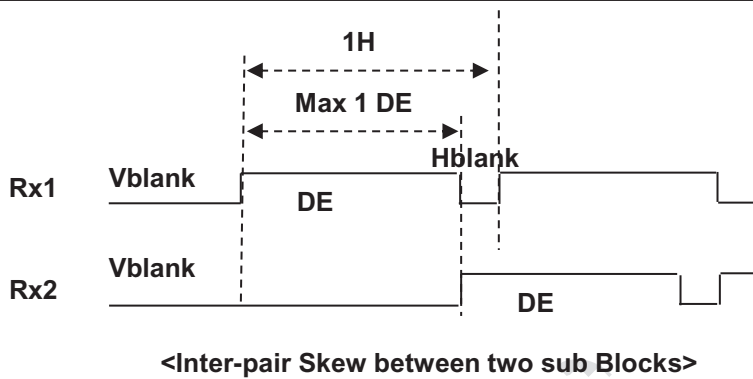 1H
Max 1 DE
Hblank
Rx1
Vblank
DE
Vblank
Rx2
DE
<Inter-pair Skew between two sub Blocks>